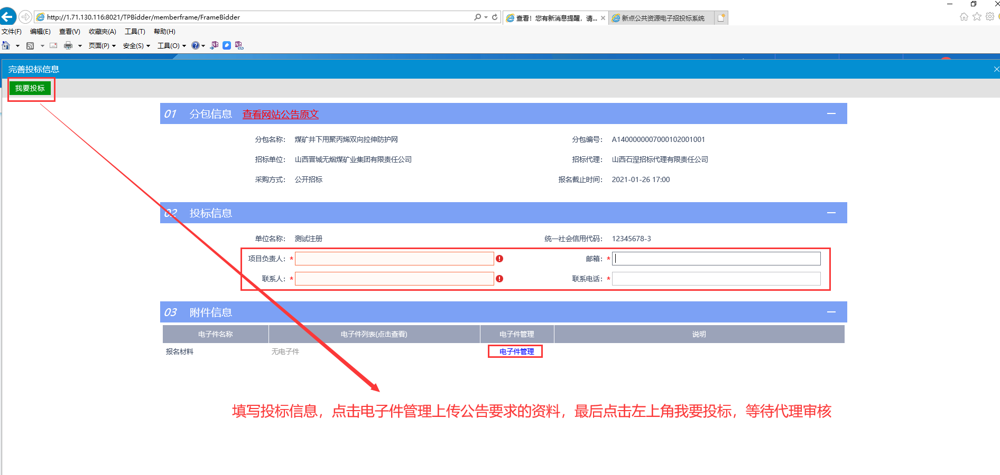 http://1.71.130.116:8021/TPBidder/memberframe/FrameBidder
查看！您有新消息提醒，请...
新点公共资源电子招投标系统
文件(F) 编辑(E) 查看(V) 收藏夹(A) 工具(T) 帮助(H)
页面(P) 安全(S) 工具(O)
完善投标信息
我要投标
01 分包信息 查看网站公告原文
分包名称： 煤矿井下用聚丙烯双向拉伸防护网 分包编号： A1400000007000102001001
招标单位： 山西晋城无烟煤矿业集团有限责任公司 招标代理： 山西石涅招标代理有限责任公司
采购方式： 公开招标 报名截止时间： 2021-01-26 17:00
02 投标信息
单位名称： 测试注册 统一社会信用代码： 12345678-3
项目负责人：* 邮箱：*
联系人：* 联系电话：*
03 附件信息
电子件名称 电子件列表(点击查看) 电子件管理 说明
报名材料 无电子件 电子件管理
填写投标信息，点击电子件管理上传公告要求的资料，最后点击左上角我要投标，等待代理审核